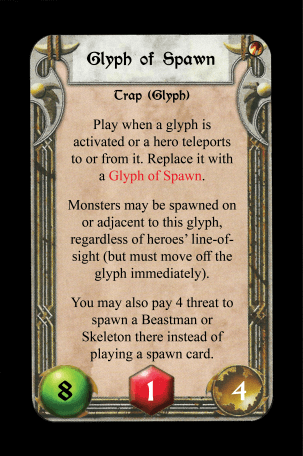 Glyph of Spawn
Trap (Glyph)
Play when a glyph is
activated or a hero teleports
to or from it. Replace it with
a Glyph of Spawn.
Monsters may be spawned on
or adjacent to this glyph,
regardless of heroes' line-of-
sight (but must move off the
glyph immediately).
You may also pay 4 threat to
spawn a Beastman or
Skeleton there instead of
playing a spawn card.
8
1
4